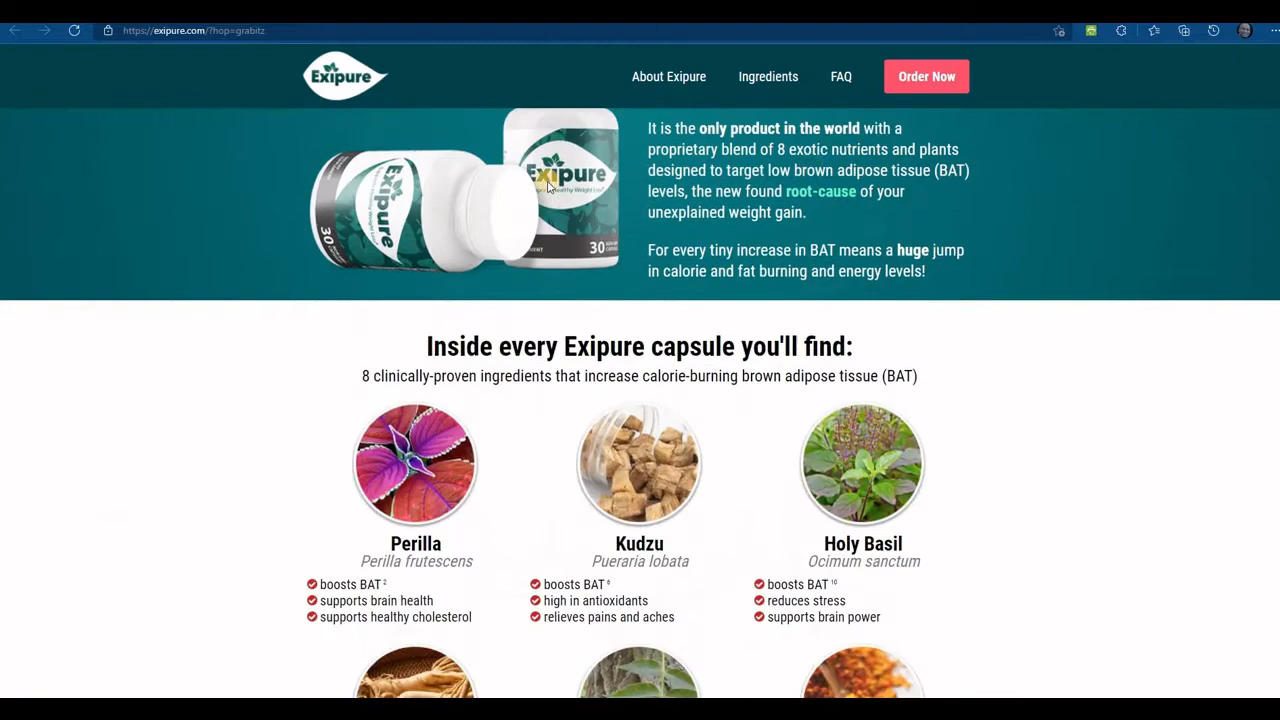 https://exipure.com/?hop=grabitz
Exipure
About Exipure
Ingredients
FAQ
Order Now
Exipure
30
Exipure
30
It is the only product in the world with a
proprietary blend of 8 exotic nutrients and plants
designed to target low brown adipose tissue (BAT)
levels, the new found root-cause of your
unexplained weight gain.
For every tiny increase in BAT means a huge jump
in calorie and fat burning and energy levels!
Inside every Exipure capsule you'll find:
8 clinically-proven ingredients that increase calorie-burning brown adipose tissue (BAT)
Perilla
Perilla frutescens
boosts BAT 2
supports brain health
supports healthy cholesterol
Kudzu
Pueraria lobata
boosts BAT 6
high in antioxidants
relieves pains and aches
Holy Basil
Ocimum sanctum
boosts BAT 10
reduces stress
supports brain power